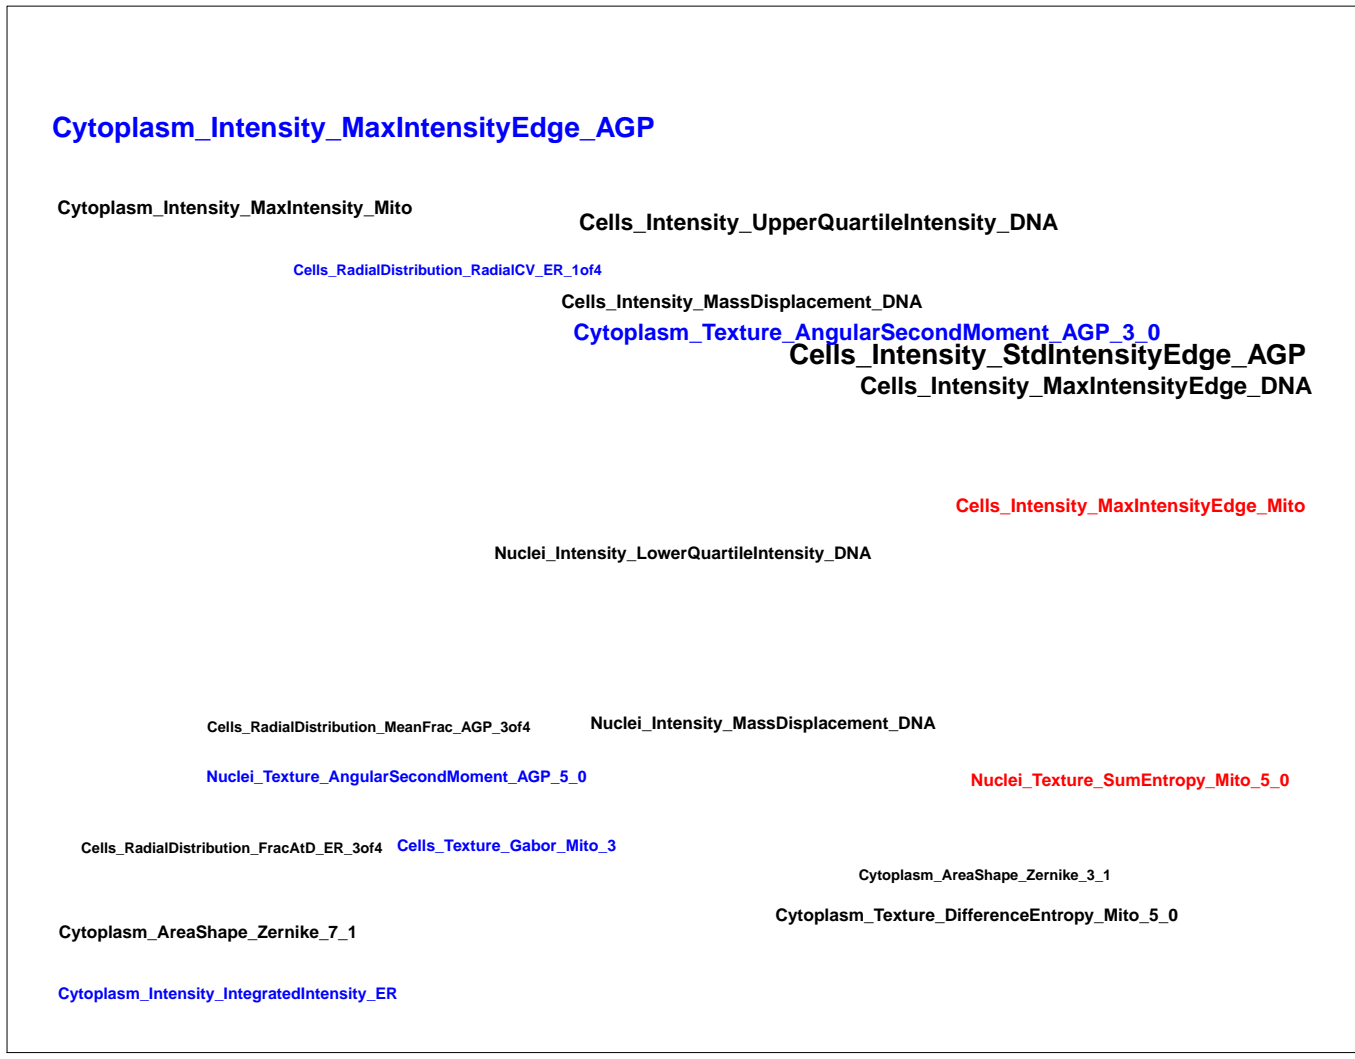 Cytoplasm_Intensity_MaxIntensityEdge_AGP
Cytoplasm_Intensity_MaxIntensity_Mito
Cells_Intensity_UpperQuartileIntensity_DNA
Cells_RadialDistribution_RadialCV_ER_1of4
Cells_Intensity_MassDisplacement_DNA
Cytoplasm_Texture_AngularSecondMoment_AGP_3_0
Cells_Intensity_StdIntensityEdge_AGP
Cells_Intensity_MaxIntensityEdge_DNA
Cells_Intensity_MaxIntensityEdge_Mito
Nuclei_Intensity_LowerQuartileIntensity_DNA
Cells_RadialDistribution_MeanFrac_AGP_3of4
Nuclei_Intensity_MassDisplacement_DNA
Nuclei_Texture_AngularSecondMoment_AGP_5_0
Nuclei_Texture_SumEntropy_Mito_5_0
Cells_RadialDistribution_FracAtD_ER_3of4
Cells_Texture_Gabor_Mito_3
Cytoplasm_AreaShape_Zernike_3_1
Cytoplasm_Texture_DifferenceEntropy_Mito_5_0
Cytoplasm_AreaShape_Zernike_7_1
Cytoplasm_Intensity_IntegratedIntensity_ER